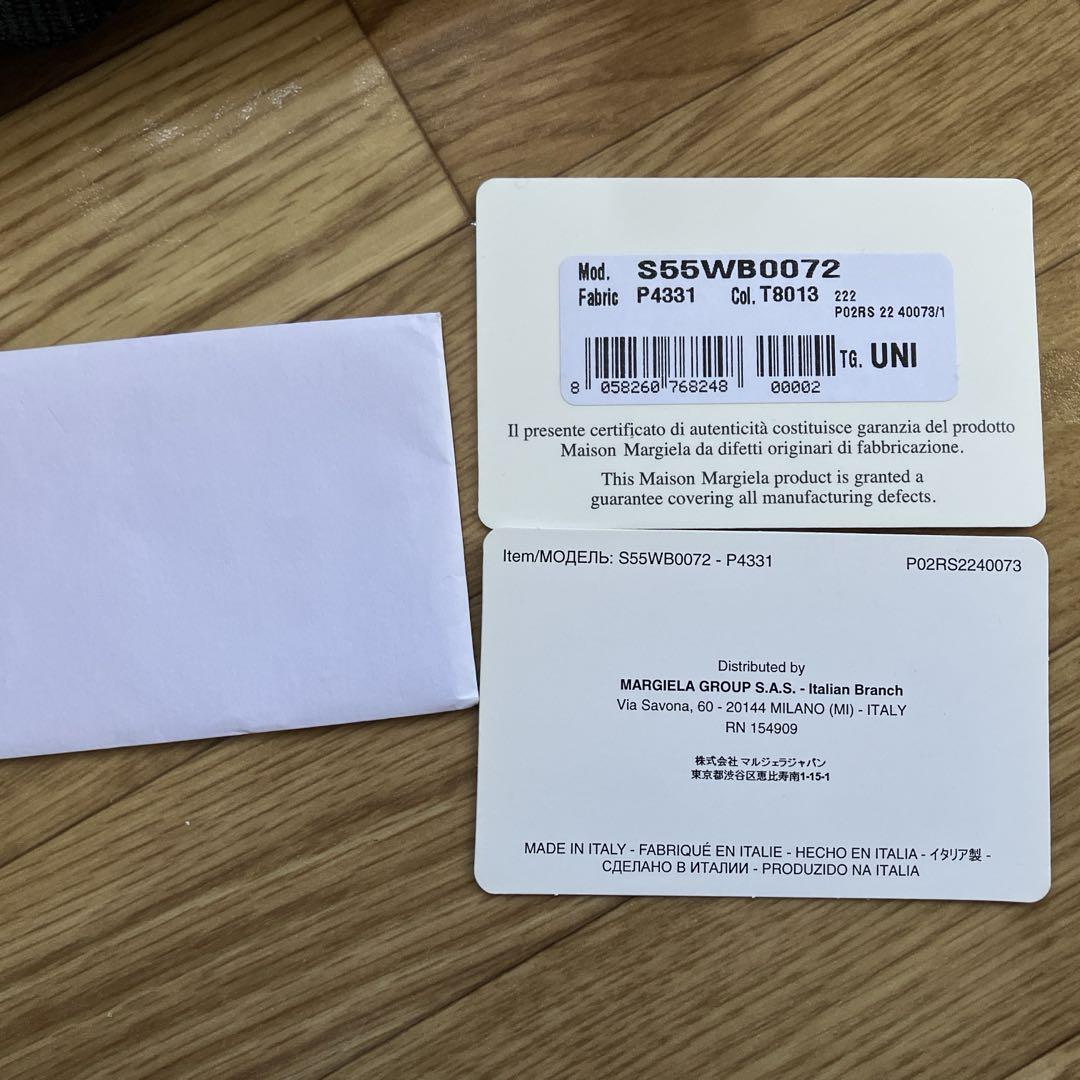 Mod. S55WB0072
Fabric P4331 Col. T8013 222
P02RS 22 40073/1
TG. UNI
8 058260 768248 00002
Il presente certificato di autenticità costituisce garanzia del prodotto
Maison Margiela da difetti originari di fabbricazione.
This Maison Margiela product is granted a
guarantee covering all manufacturing defects.
Item/МОДЕЛЬ: S55WB0072 - P4331 P02RS2240073
Distributed by
MARGIELA GROUP S.A.S. - Italian Branch
Via Savona, 60 - 20144 MILANO (MI) - ITALY
RN 154909
株式会社 マルジェラジャパン
東京都渋谷区恵比寿南1-15-1
MADE IN ITALY - FABRIQUÉ EN ITALIE - HECHO EN ITALIA - イタリア製 -
СДЕЛАНО В ИТАЛИИ - PRODUZIDO NA ITALIA